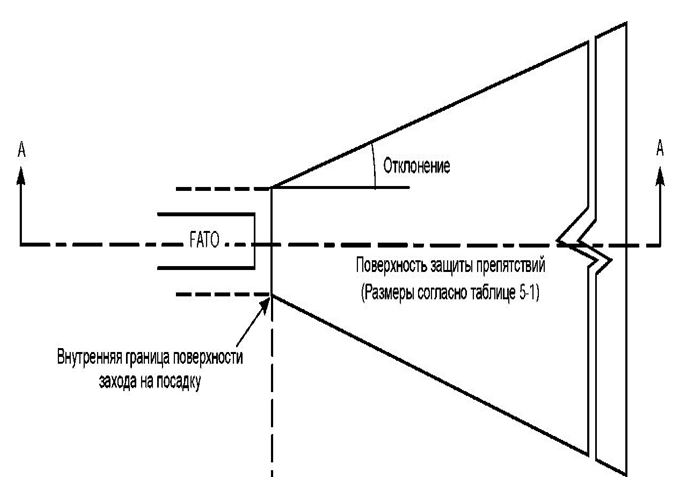 А
А
Отклонение
FATO
Поверхность защиты препятствий
(Размеры согласно таблице 5-1)
Внутренняя граница поверхности
захода на посадку